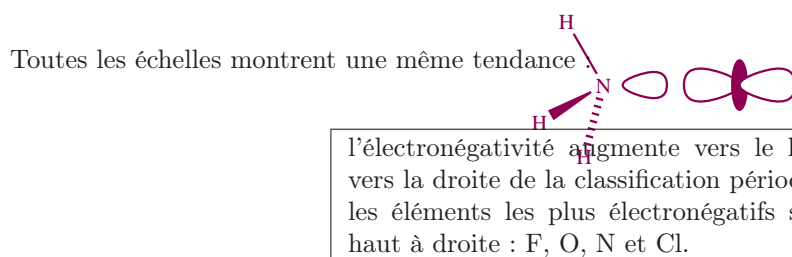 H
Toutes les échelles montrent une même tendance :
N
H
H
l'électronégativité augmente vers le
vers la droite de la classification
les éléments les plus électronégatifs
haut à droite : F, O, N et Cl.